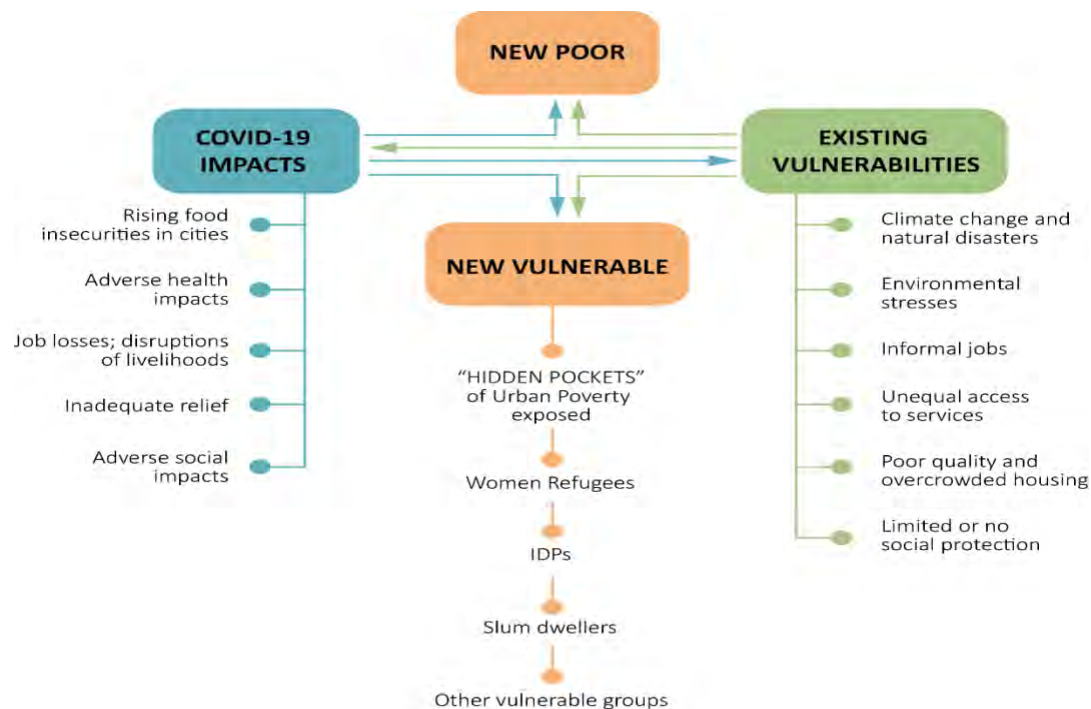 NEW POOR
COVID-19
IMPACTS
Rising food
insecurities in cities
Adverse health
impacts
Job losses; disruptions
of livelihoods
Inadequate relief
Adverse social
impacts
NEW VULNERABLE
“HIDDEN POCKETS”
of Urban Poverty
exposed
Women Refugees
IDPs
Slum dwellers
Other vulnerable groups
EXISTING
VULNERABILITIES
Climate change and
natural disasters
Environmental
stresses
Informal jobs
Unequal access
to services
Poor quality and
overcrowded housing
Limited or no
social protection